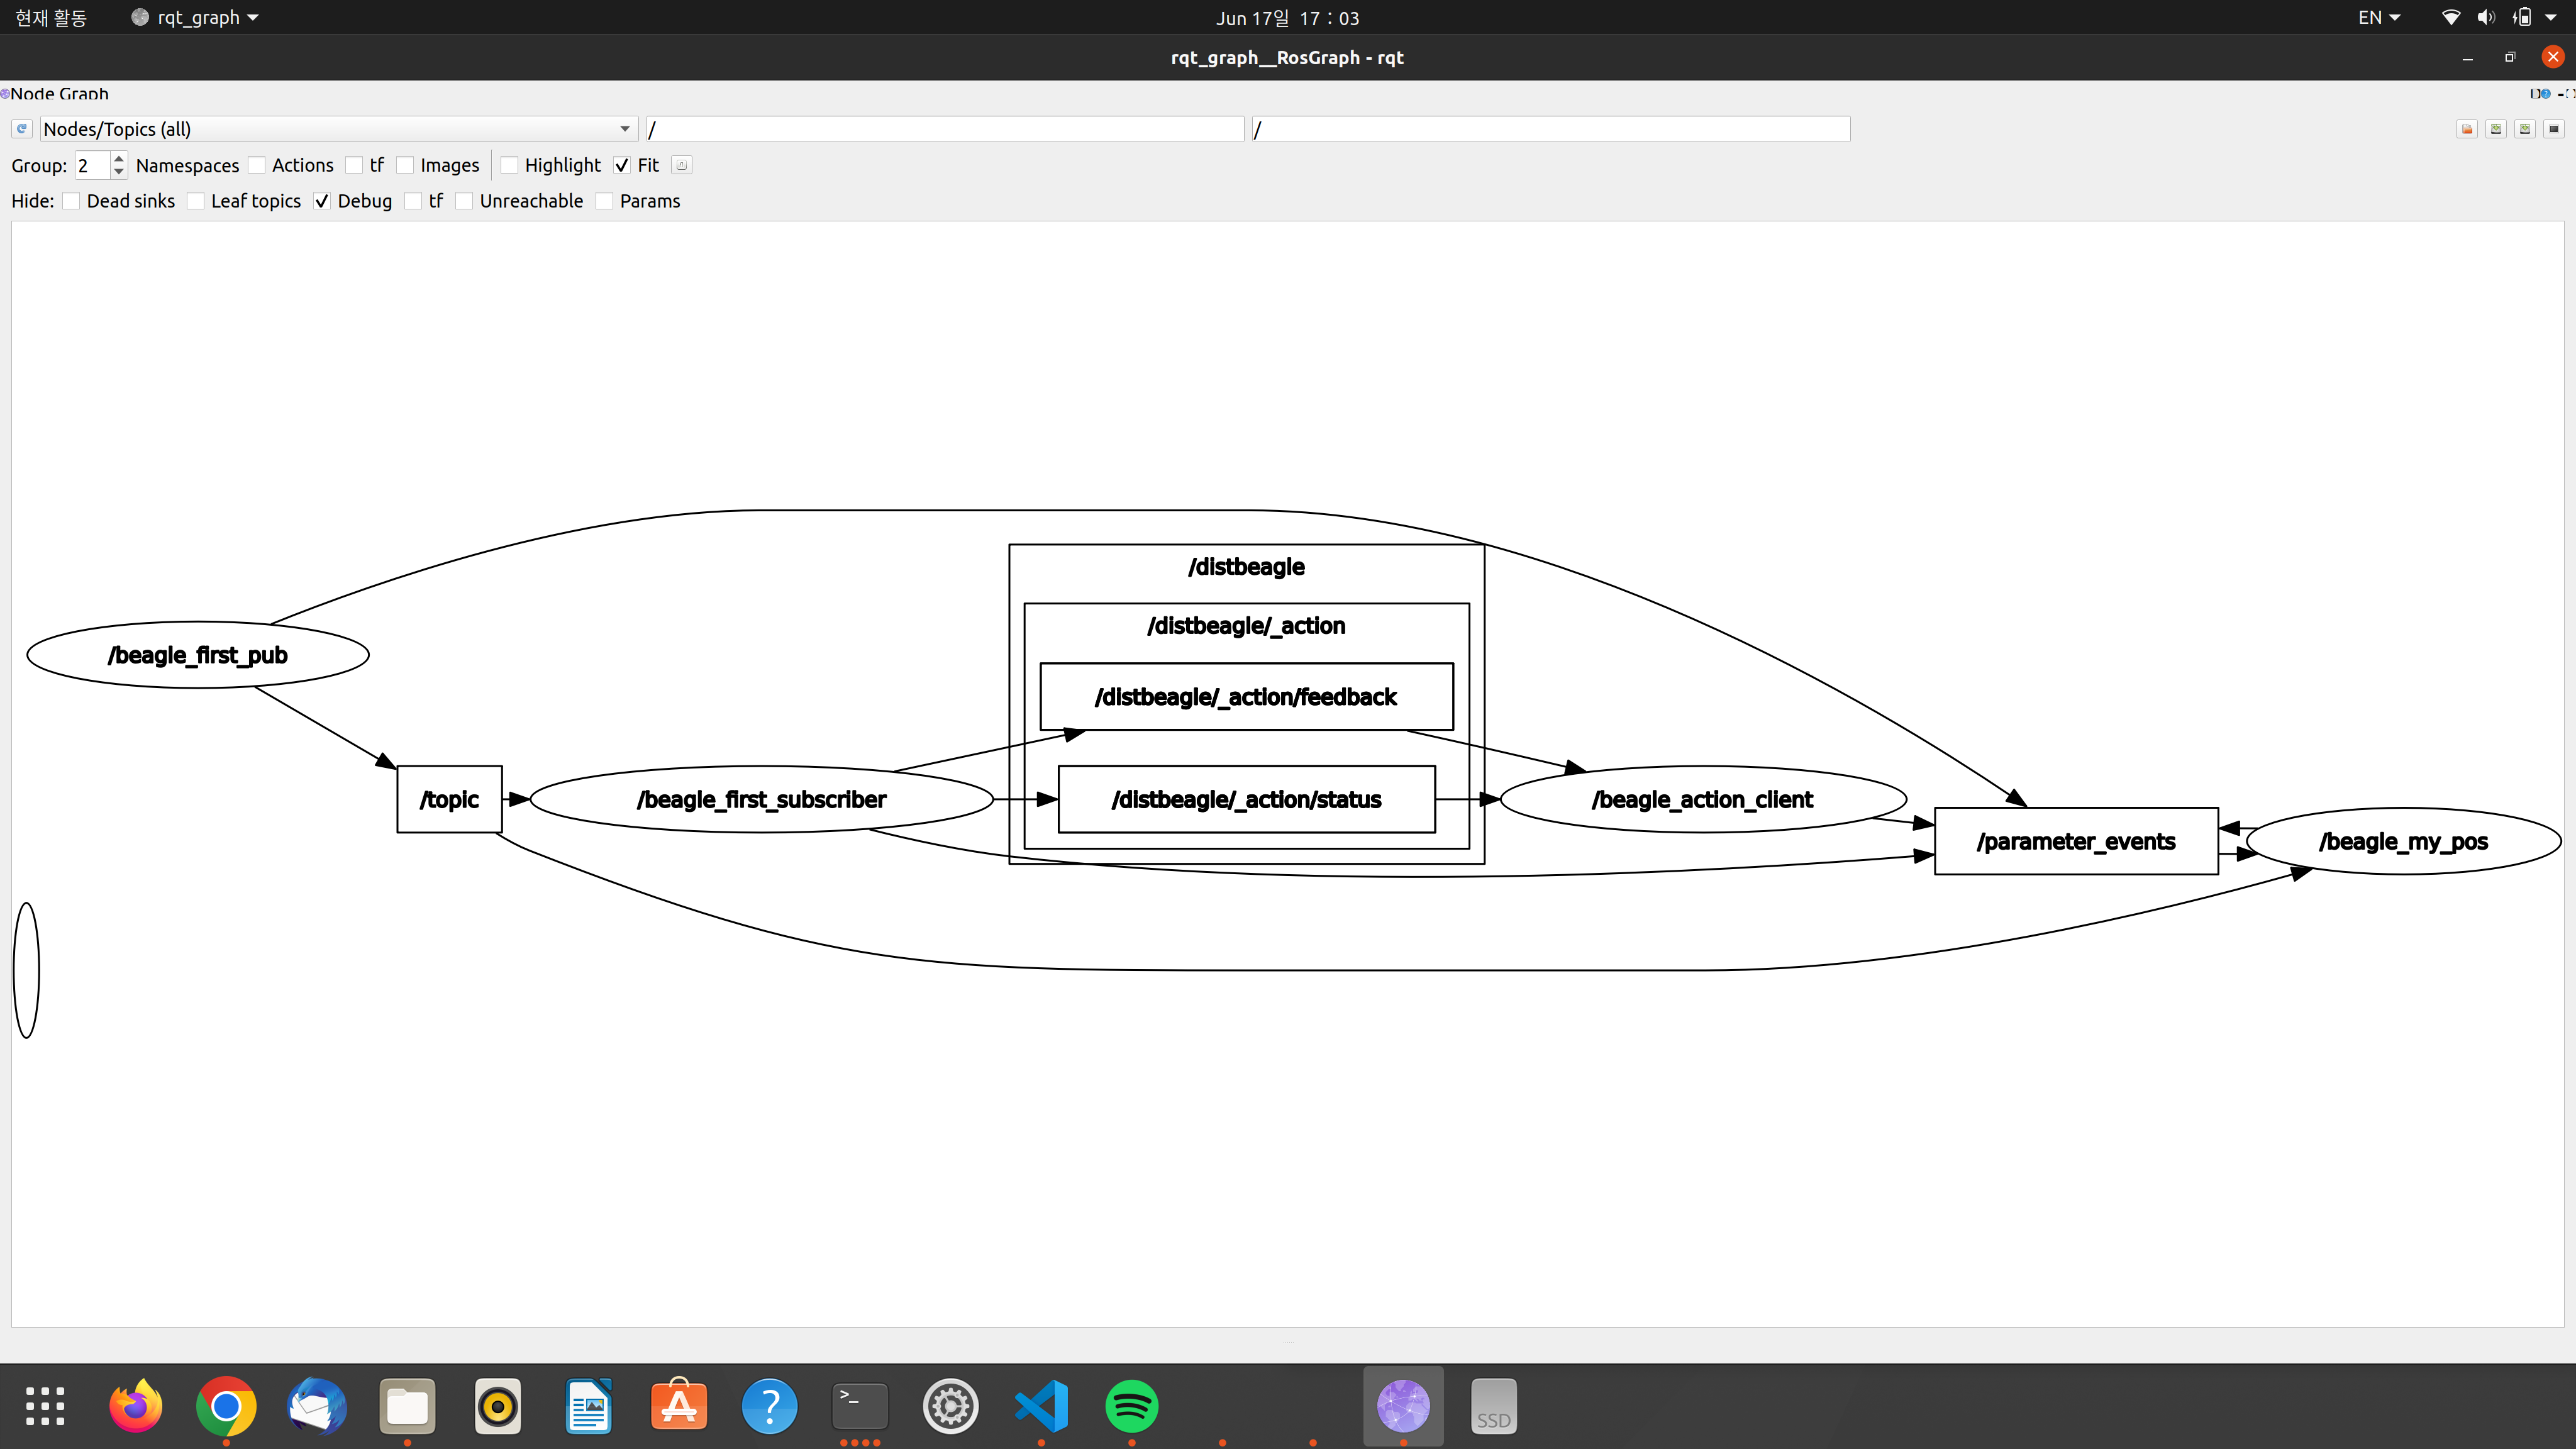 현재 활동 rqt_graph Jun 17일 17：03 EN
rqt_graph__RosGraph - rqt
Node Graph
Nodes/Topics (all) / /
Group: 2 Namespaces Actions tf Images Highlight Fit
Hide: Dead sinks Leaf topics Debug tf Unreachable Params
/distbeagle
/distbeagle/_action
/beagle_first_pub
/distbeagle/_action/feedback
/topic
/beagle_first_subscriber
/distbeagle/_action/status
/beagle_action_client
/parameter_events
/beagle_my_pos
>_
?
SSD